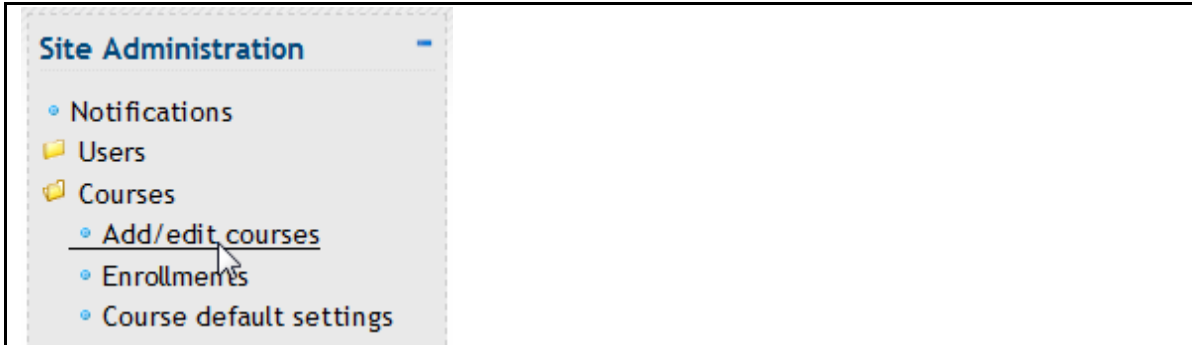 Site Administration
Notifications
Users
Courses
Add/edit courses
Enrollments
Course default settings